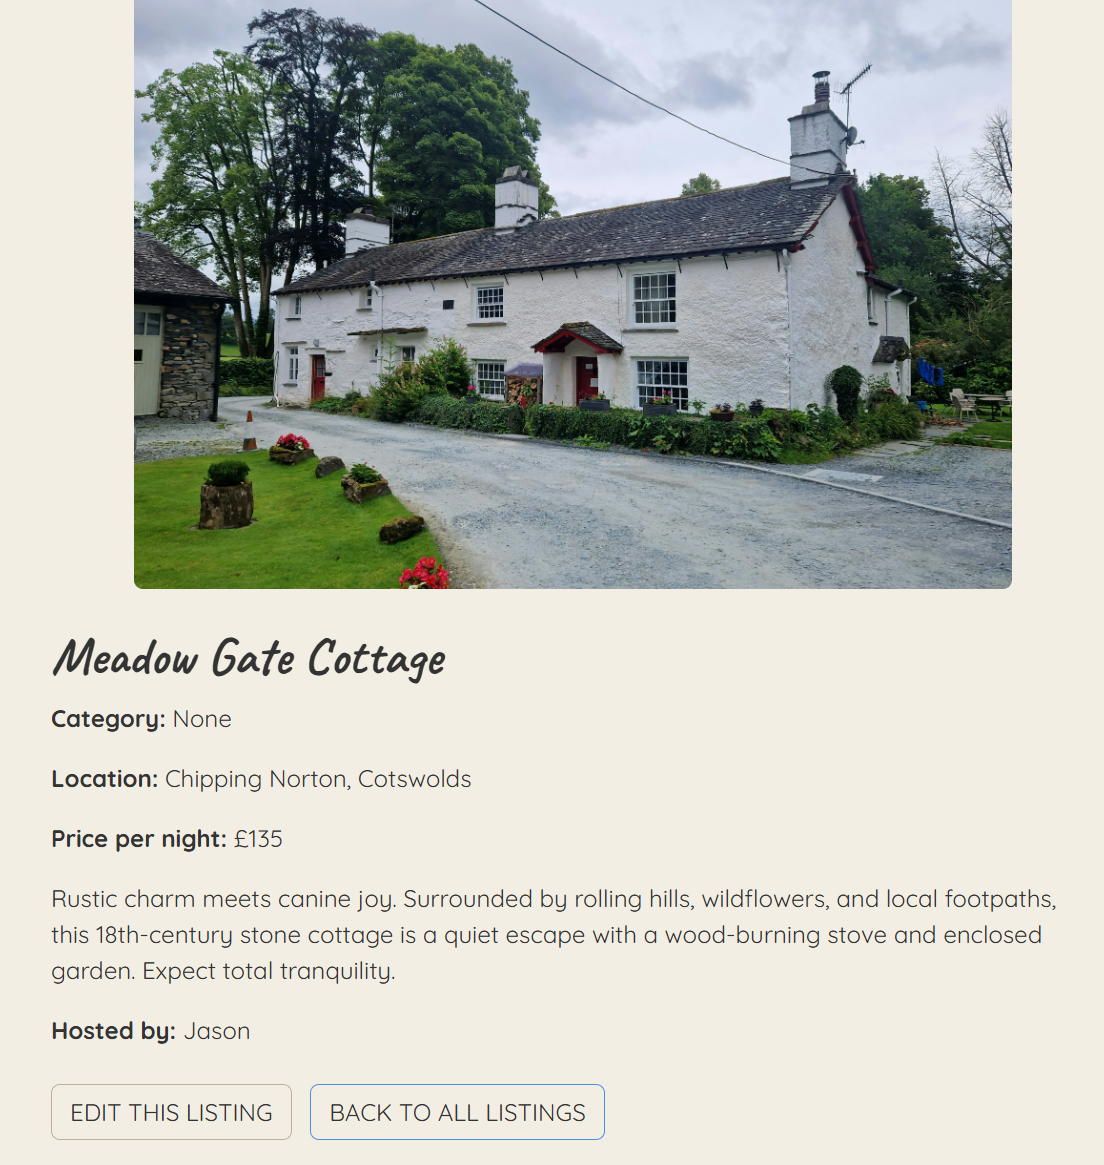 Meadow Gate Cottage
Category: None
Location: Chipping Norton, Cotswolds
Price per night: £135
Rustic charm meets canine joy. Surrounded by rolling hills, wildflowers, and local footpaths,
this 18th-century stone cottage is a quiet escape with a wood-burning stove and enclosed
garden. Expect total tranquility.
Hosted by: Jason
EDIT THIS LISTING
BACK TO ALL LISTINGS